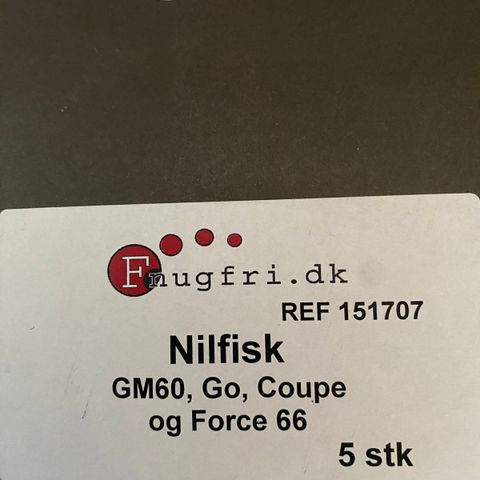 Fnugfri.dk
REF 151707
Nilfisk
GM60, Go, Coupe
og Force 66
5 stk